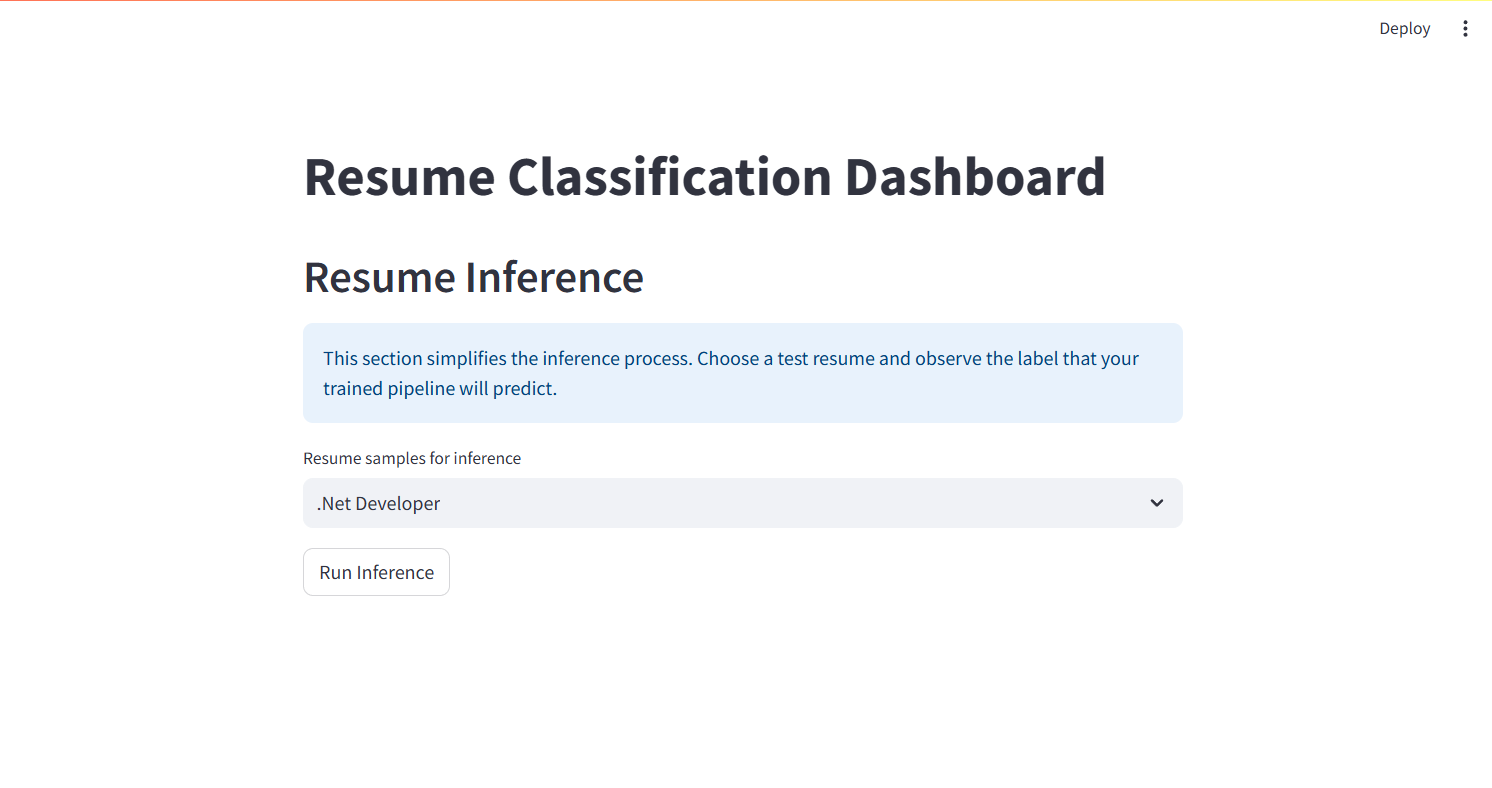 Deploy
Resume Classification Dashboard
Resume Inference
This section simplifies the inference process. Choose a test resume and observe the label that your
trained pipeline will predict.
Resume samples for inference
.Net Developer
Run Inference